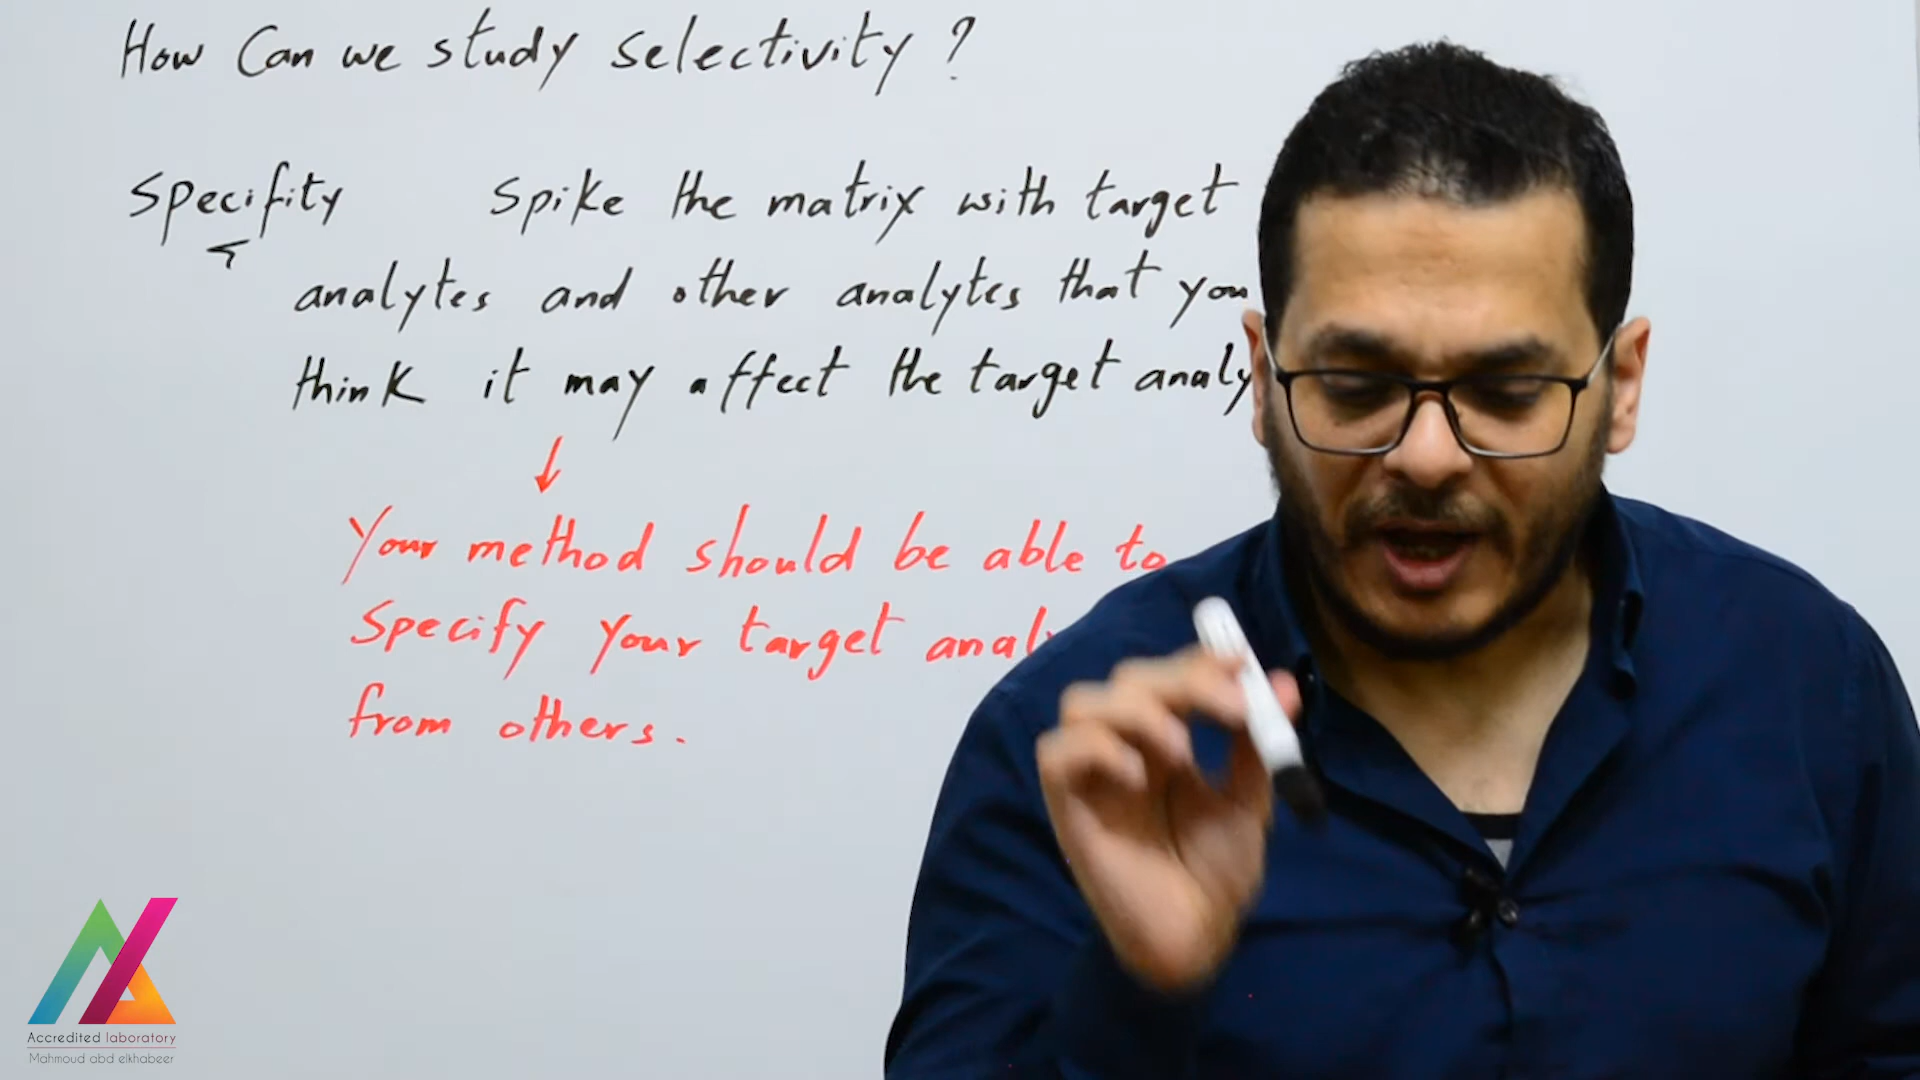 How Can we study selectivity ?
Specifity Spike the matrix with target
analytes and other analytes that you
think it may affect the target analy
Your method should be able to
Specify your target anal
from others.
Accredited laboratory
Mahmoud abd elkhabeer